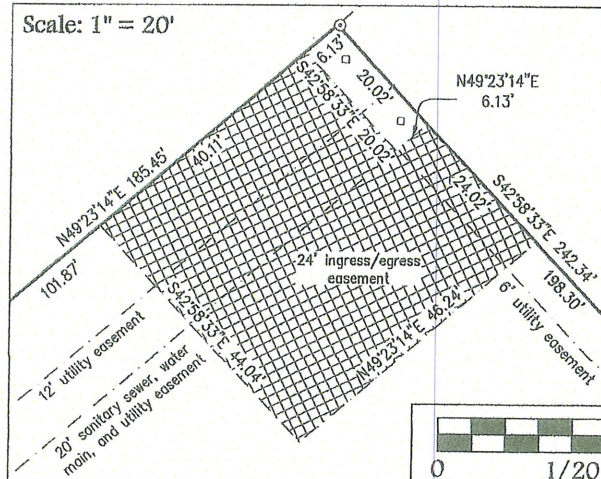 Scale: 1" = 20'
6.13'
20.02'
N49°23'14"E
6.13'
S42°58'33"E 20.02'
40.11'
N49°23'14"E 185.45'
24.02'
S42°58'33"E 242.34'
101.87'
24' ingress/egress
easement
198.30'
S42°58'33"E 44.04'
N49°23'14"E 46.24'
6' utility easement
12' utility easement
20' sanitary sewer, water
main, and utility easement
0 1/20